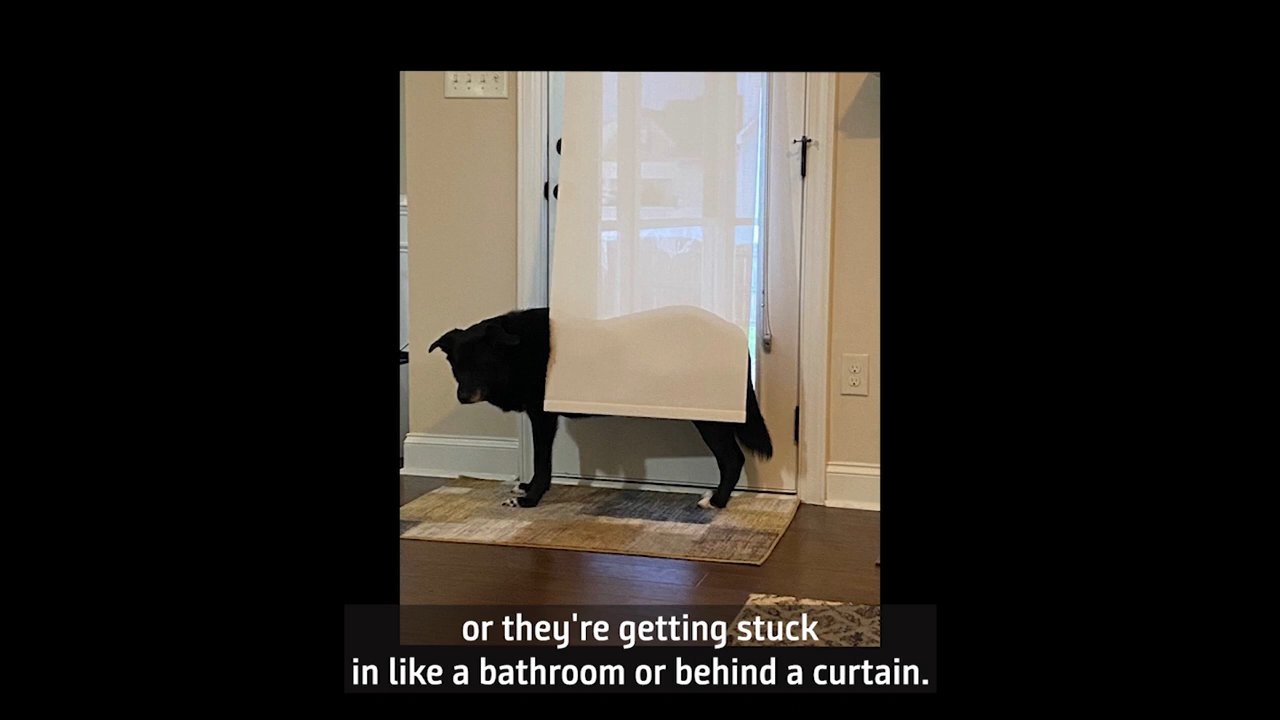 or they're getting stuck
in like a bathroom or behind a curtain.